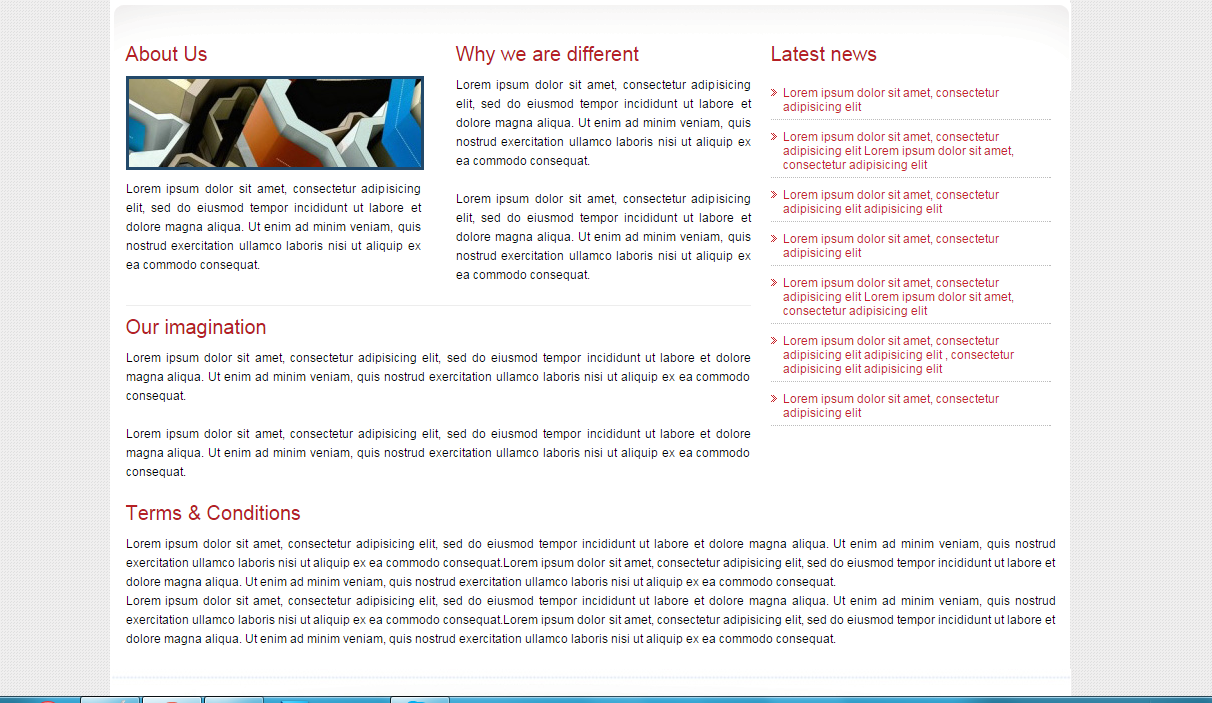 About Us
Lorem ipsum dolor sit amet, consectetur adipisicing
elit, sed do eiusmod tempor incididunt ut labore et
dolore magna aliqua. Ut enim ad minim veniam, quis
nostrud exercitation ullamco laboris nisi ut aliquip ex
ea commodo consequat.
Why we are different
Lorem ipsum dolor sit amet, consectetur adipisicing
elit, sed do eiusmod tempor incididunt ut labore et
dolore magna aliqua. Ut enim ad minim veniam, quis
nostrud exercitation ullamco laboris nisi ut aliquip ex
ea commodo consequat.
Lorem ipsum dolor sit amet, consectetur adipisicing
elit, sed do eiusmod tempor incididunt ut labore et
dolore magna aliqua. Ut enim ad minim veniam, quis
nostrud exercitation ullamco laboris nisi ut aliquip ex
ea commodo consequat.
Latest news
Lorem ipsum dolor sit amet, consectetur
adipisicing elit
Lorem ipsum dolor sit amet, consectetur
adipisicing elit Lorem ipsum dolor sit amet,
consectetur adipisicing elit
Lorem ipsum dolor sit amet, consectetur
adipisicing elit adipisicing elit
Lorem ipsum dolor sit amet, consectetur
adipisicing elit
Lorem ipsum dolor sit amet, consectetur
adipisicing elit Lorem ipsum dolor sit amet,
consectetur adipisicing elit
Lorem ipsum dolor sit amet, consectetur
adipisicing elit adipisicing elit , consectetur
adipisicing elit adipisicing elit
Lorem ipsum dolor sit amet, consectetur
adipisicing elit
Our imagination
Lorem ipsum dolor sit amet, consectetur adipisicing elit, sed do eiusmod tempor incididunt ut labore et dolore
magna aliqua. Ut enim ad minim veniam, quis nostrud exercitation ullamco laboris nisi ut aliquip ex ea commodo
consequat.
Lorem ipsum dolor sit amet, consectetur adipisicing elit, sed do eiusmod tempor incididunt ut labore et dolore
magna aliqua. Ut enim ad minim veniam, quis nostrud exercitation ullamco laboris nisi ut aliquip ex ea commodo
consequat.
Terms & Conditions
Lorem ipsum dolor sit amet, consectetur adipisicing elit, sed do eiusmod tempor incididunt ut labore et dolore magna aliqua. Ut enim ad minim veniam, quis nostrud
exercitation ullamco laboris nisi ut aliquip ex ea commodo consequat.Lorem ipsum dolor sit amet, consectetur adipisicing elit, sed do eiusmod tempor incididunt ut labore et
dolore magna aliqua. Ut enim ad minim veniam, quis nostrud exercitation ullamco laboris nisi ut aliquip ex ea commodo consequat.
Lorem ipsum dolor sit amet, consectetur adipisicing elit, sed do eiusmod tempor incididunt ut labore et dolore magna aliqua. Ut enim ad minim veniam, quis nostrud
exercitation ullamco laboris nisi ut aliquip ex ea commodo consequat.Lorem ipsum dolor sit amet, consectetur adipisicing elit, sed do eiusmod tempor incididunt ut labore et
dolore magna aliqua. Ut enim ad minim veniam, quis nostrud exercitation ullamco laboris nisi ut aliquip ex ea commodo consequat.